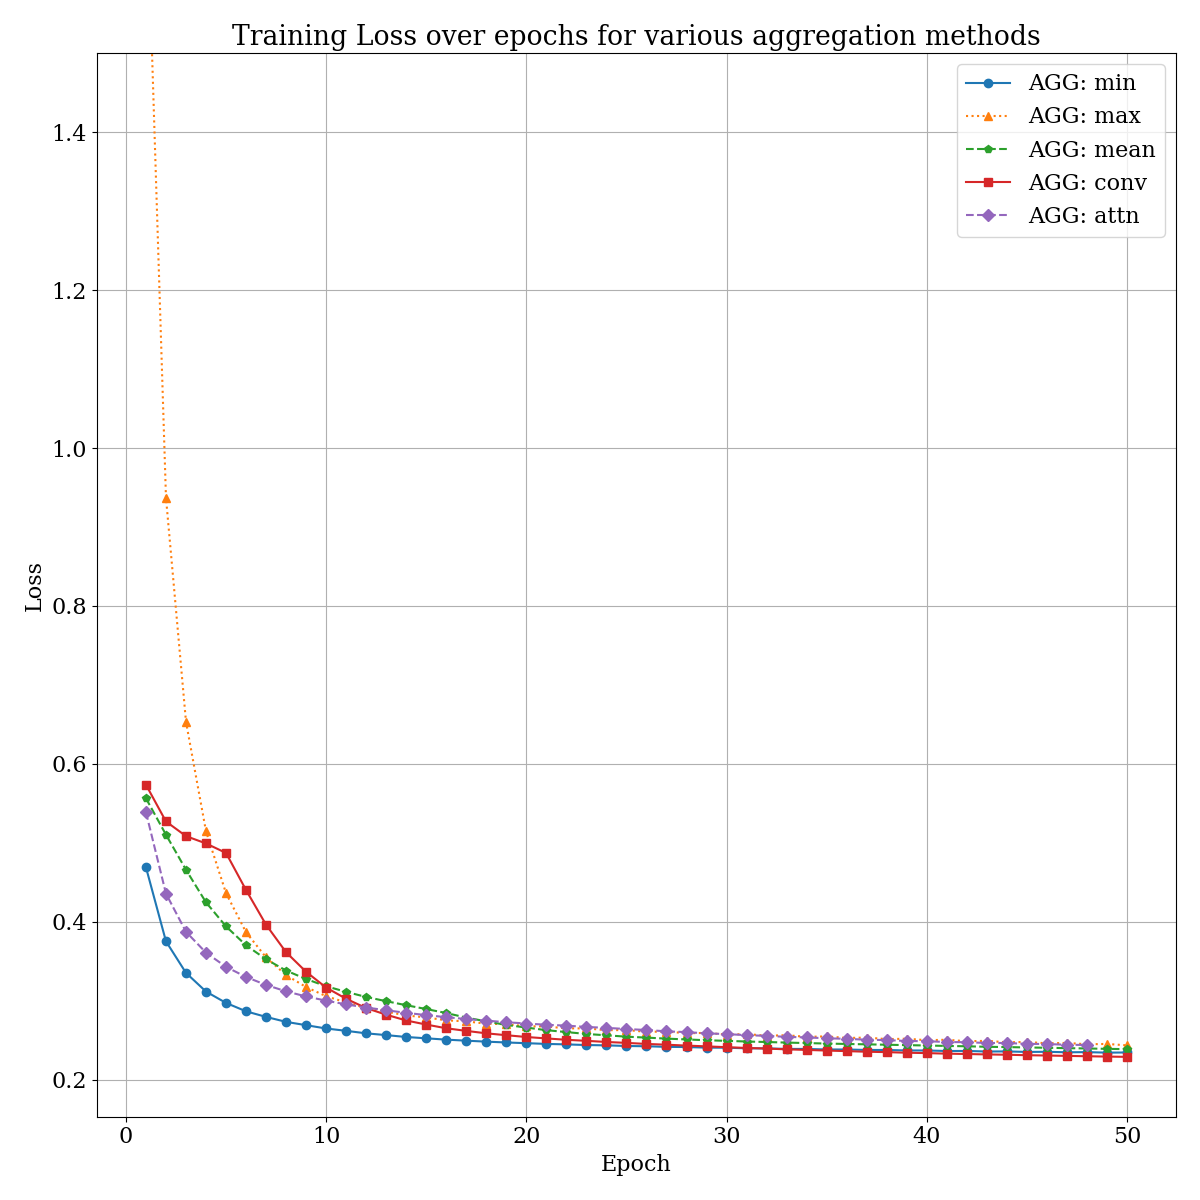 Training Loss over epochs for various aggregation methods
AGG: min
AGG: max
AGG: mean
AGG: conv
AGG: attn
1.4
1.2
1.0
0.8
0.6
0.4
0.2
Loss
0 10 20 30 40 50
Epoch